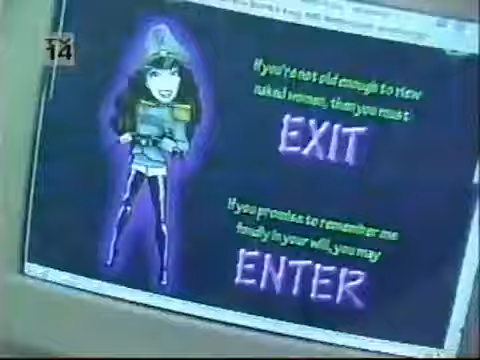 TV
14
If you're not old enough to view
naked women, then you must
EXIT
If you promise to remember me
fondly in your will, you may
ENTER